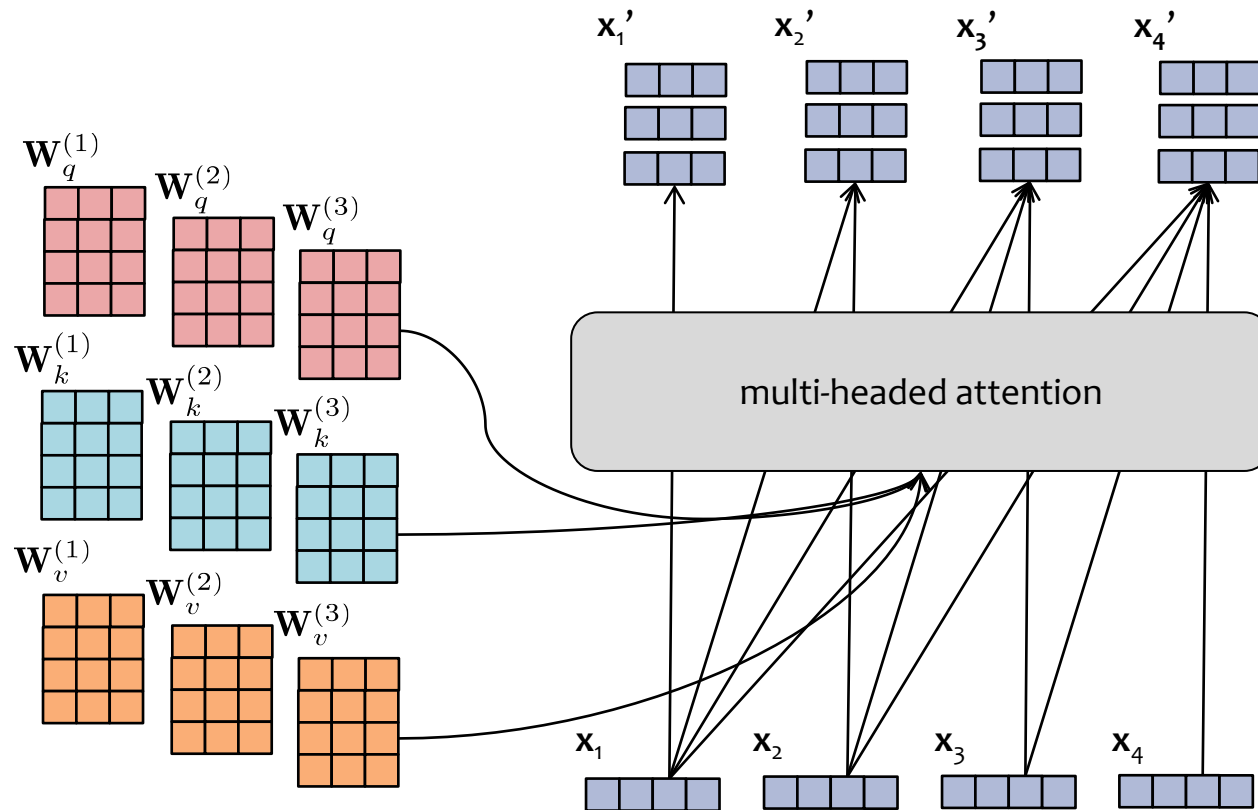 x₁’ x₂’ x₃’ x₄’
W_q^{(1)} W_q^{(2)} W_q^{(3)}
W_k^{(1)} W_k^{(2)} W_k^{(3)}
multi-headed attention
W_v^{(1)} W_v^{(2)} W_v^{(3)}
x₁ x₂ x₃ x₄